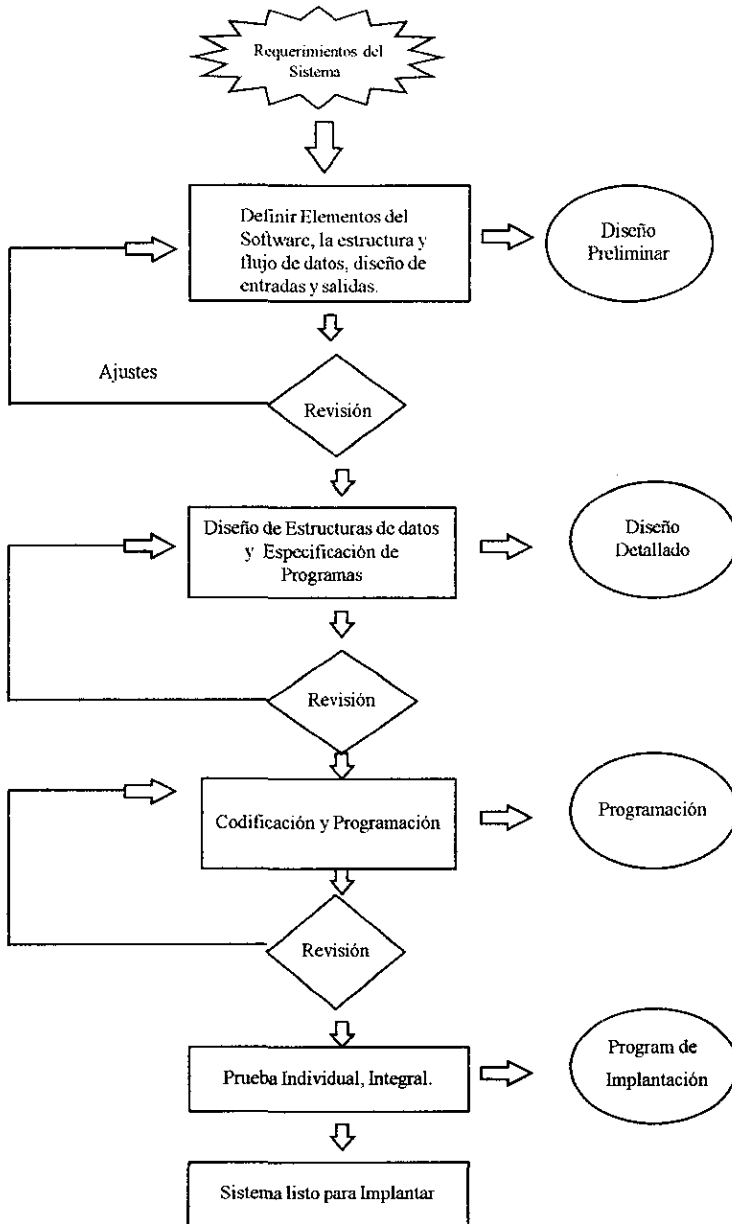 Requerimientos del
Sistema
Definir Elementos del
Software, la estructura y
flujo de datos, diseño de
entradas y salidas.
Diseño
Preliminar
Ajustes
Revisión
Diseño de Estructuras de datos
y Especificación de
Programas
Diseño
Detallado
Revisión
Codificación y Programación
Programación
Revisión
Prueba Individual, Integral.
Program de
Implantación
Sistema listo para Implantar